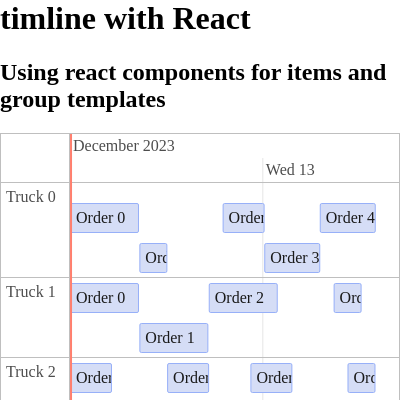 timline with React
Using react components for items and
group templates
December 2023
Wed 13
Truck 0
Order 0
Order
Order 4
Ord
Order 3
Truck 1
Order 0
Order 2
Ord
Order 1
Truck 2
Order
Order
Order
Ord